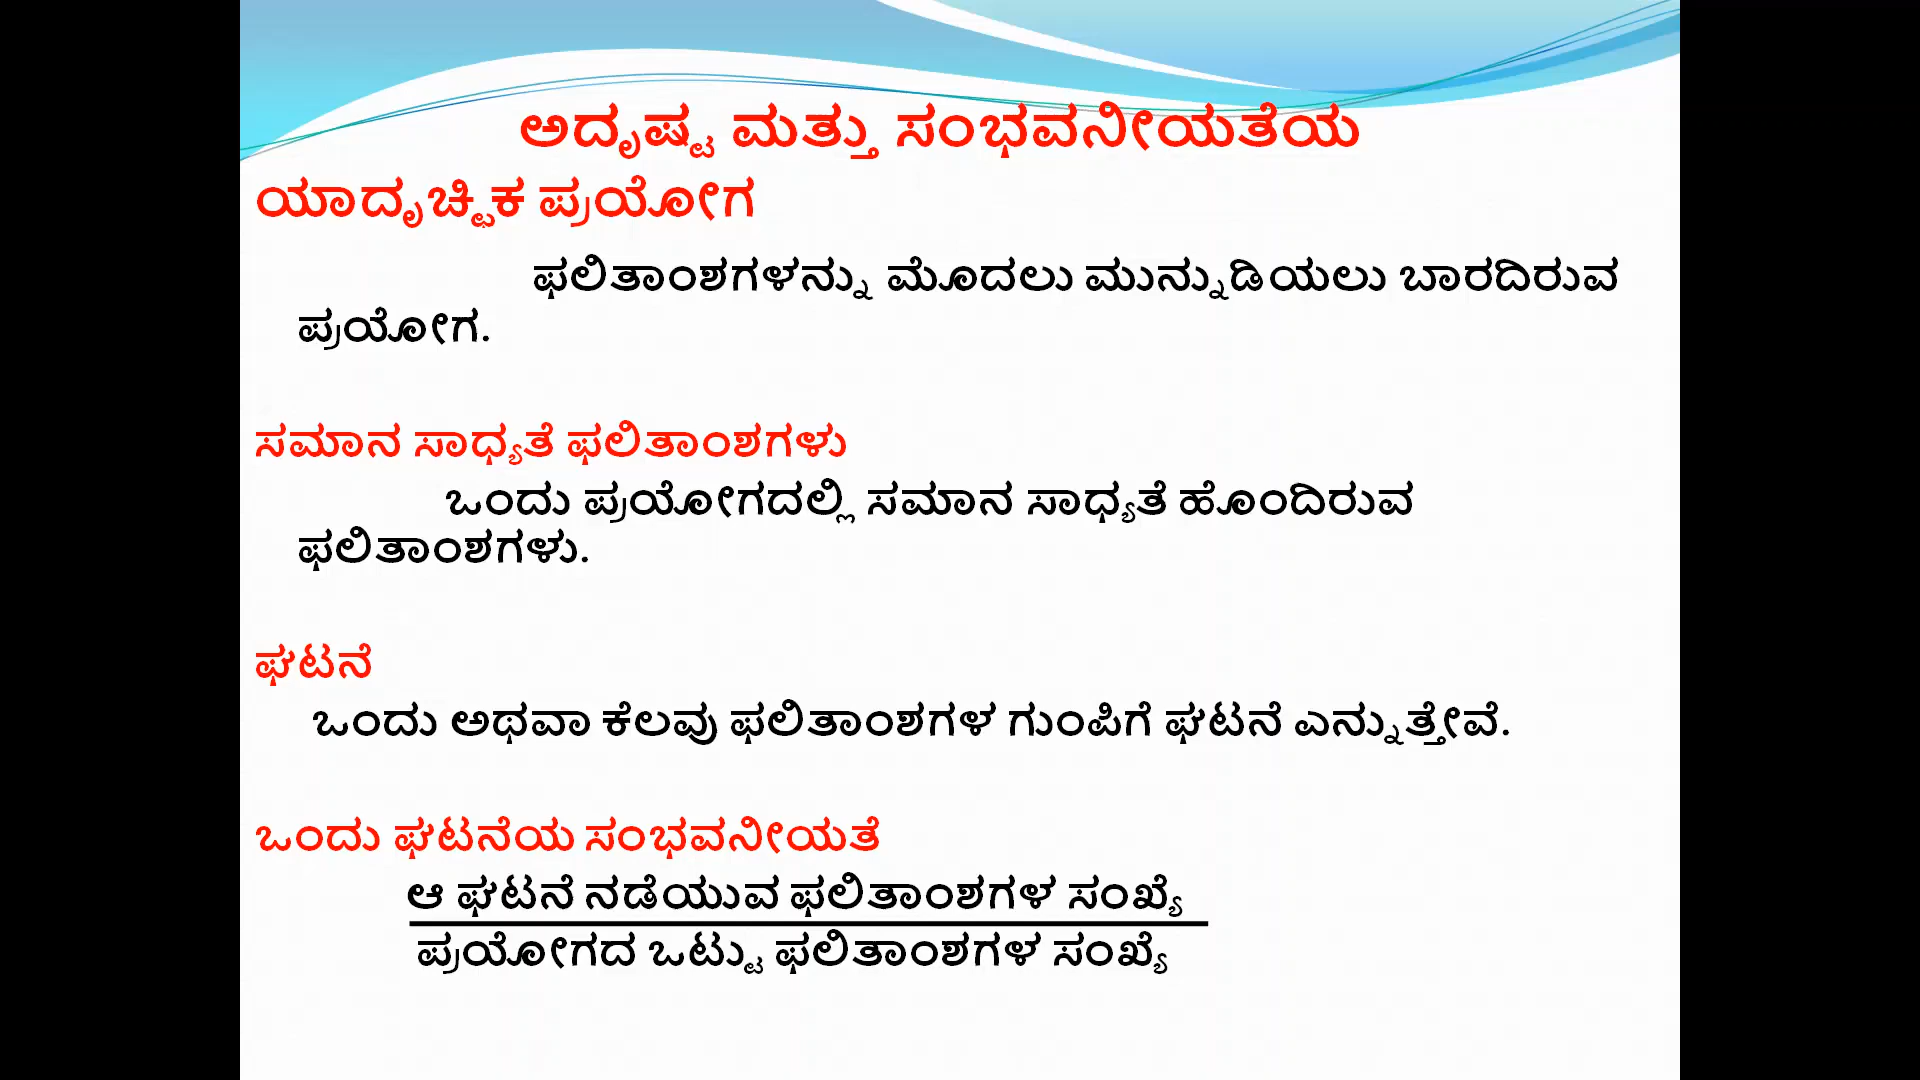 ಅದೃಷ್ಟ ಮತ್ತು ಸಂಭವನೀಯತೆಯ
ಯಾದೃಚ್ಛಿಕ ಪ್ರಯೋಗ
ಫಲಿತಾಂಶಗಳನ್ನು ಮೊದಲು ಮುನ್ನುಡಿಯಲು ಬಾರದಿರುವ
ಪ್ರಯೋಗ.
ಸಮಾನ ಸಾಧ್ಯತೆ ಫಲಿತಾಂಶಗಳು
ಒಂದು ಪ್ರಯೋಗದಲ್ಲಿ ಸಮಾನ ಸಾಧ್ಯತೆ ಹೊಂದಿರುವ
ಫಲಿತಾಂಶಗಳು.
ಘಟನೆ
ಒಂದು ಅಥವಾ ಕೆಲವು ಫಲಿತಾಂಶಗಳ ಗುಂಪಿಗೆ ಘಟನೆ ಎನ್ನುತ್ತೇವೆ.
ಒಂದು ಘಟನೆಯ ಸಂಭವನೀಯತೆ
ಆ ಘಟನೆ ನಡೆಯುವ ಫಲಿತಾಂಶಗಳ ಸಂಖ್ಯೆ
ಪ್ರಯೋಗದ ಒಟ್ಟು ಫಲಿತಾಂಶಗಳ ಸಂಖ್ಯೆ